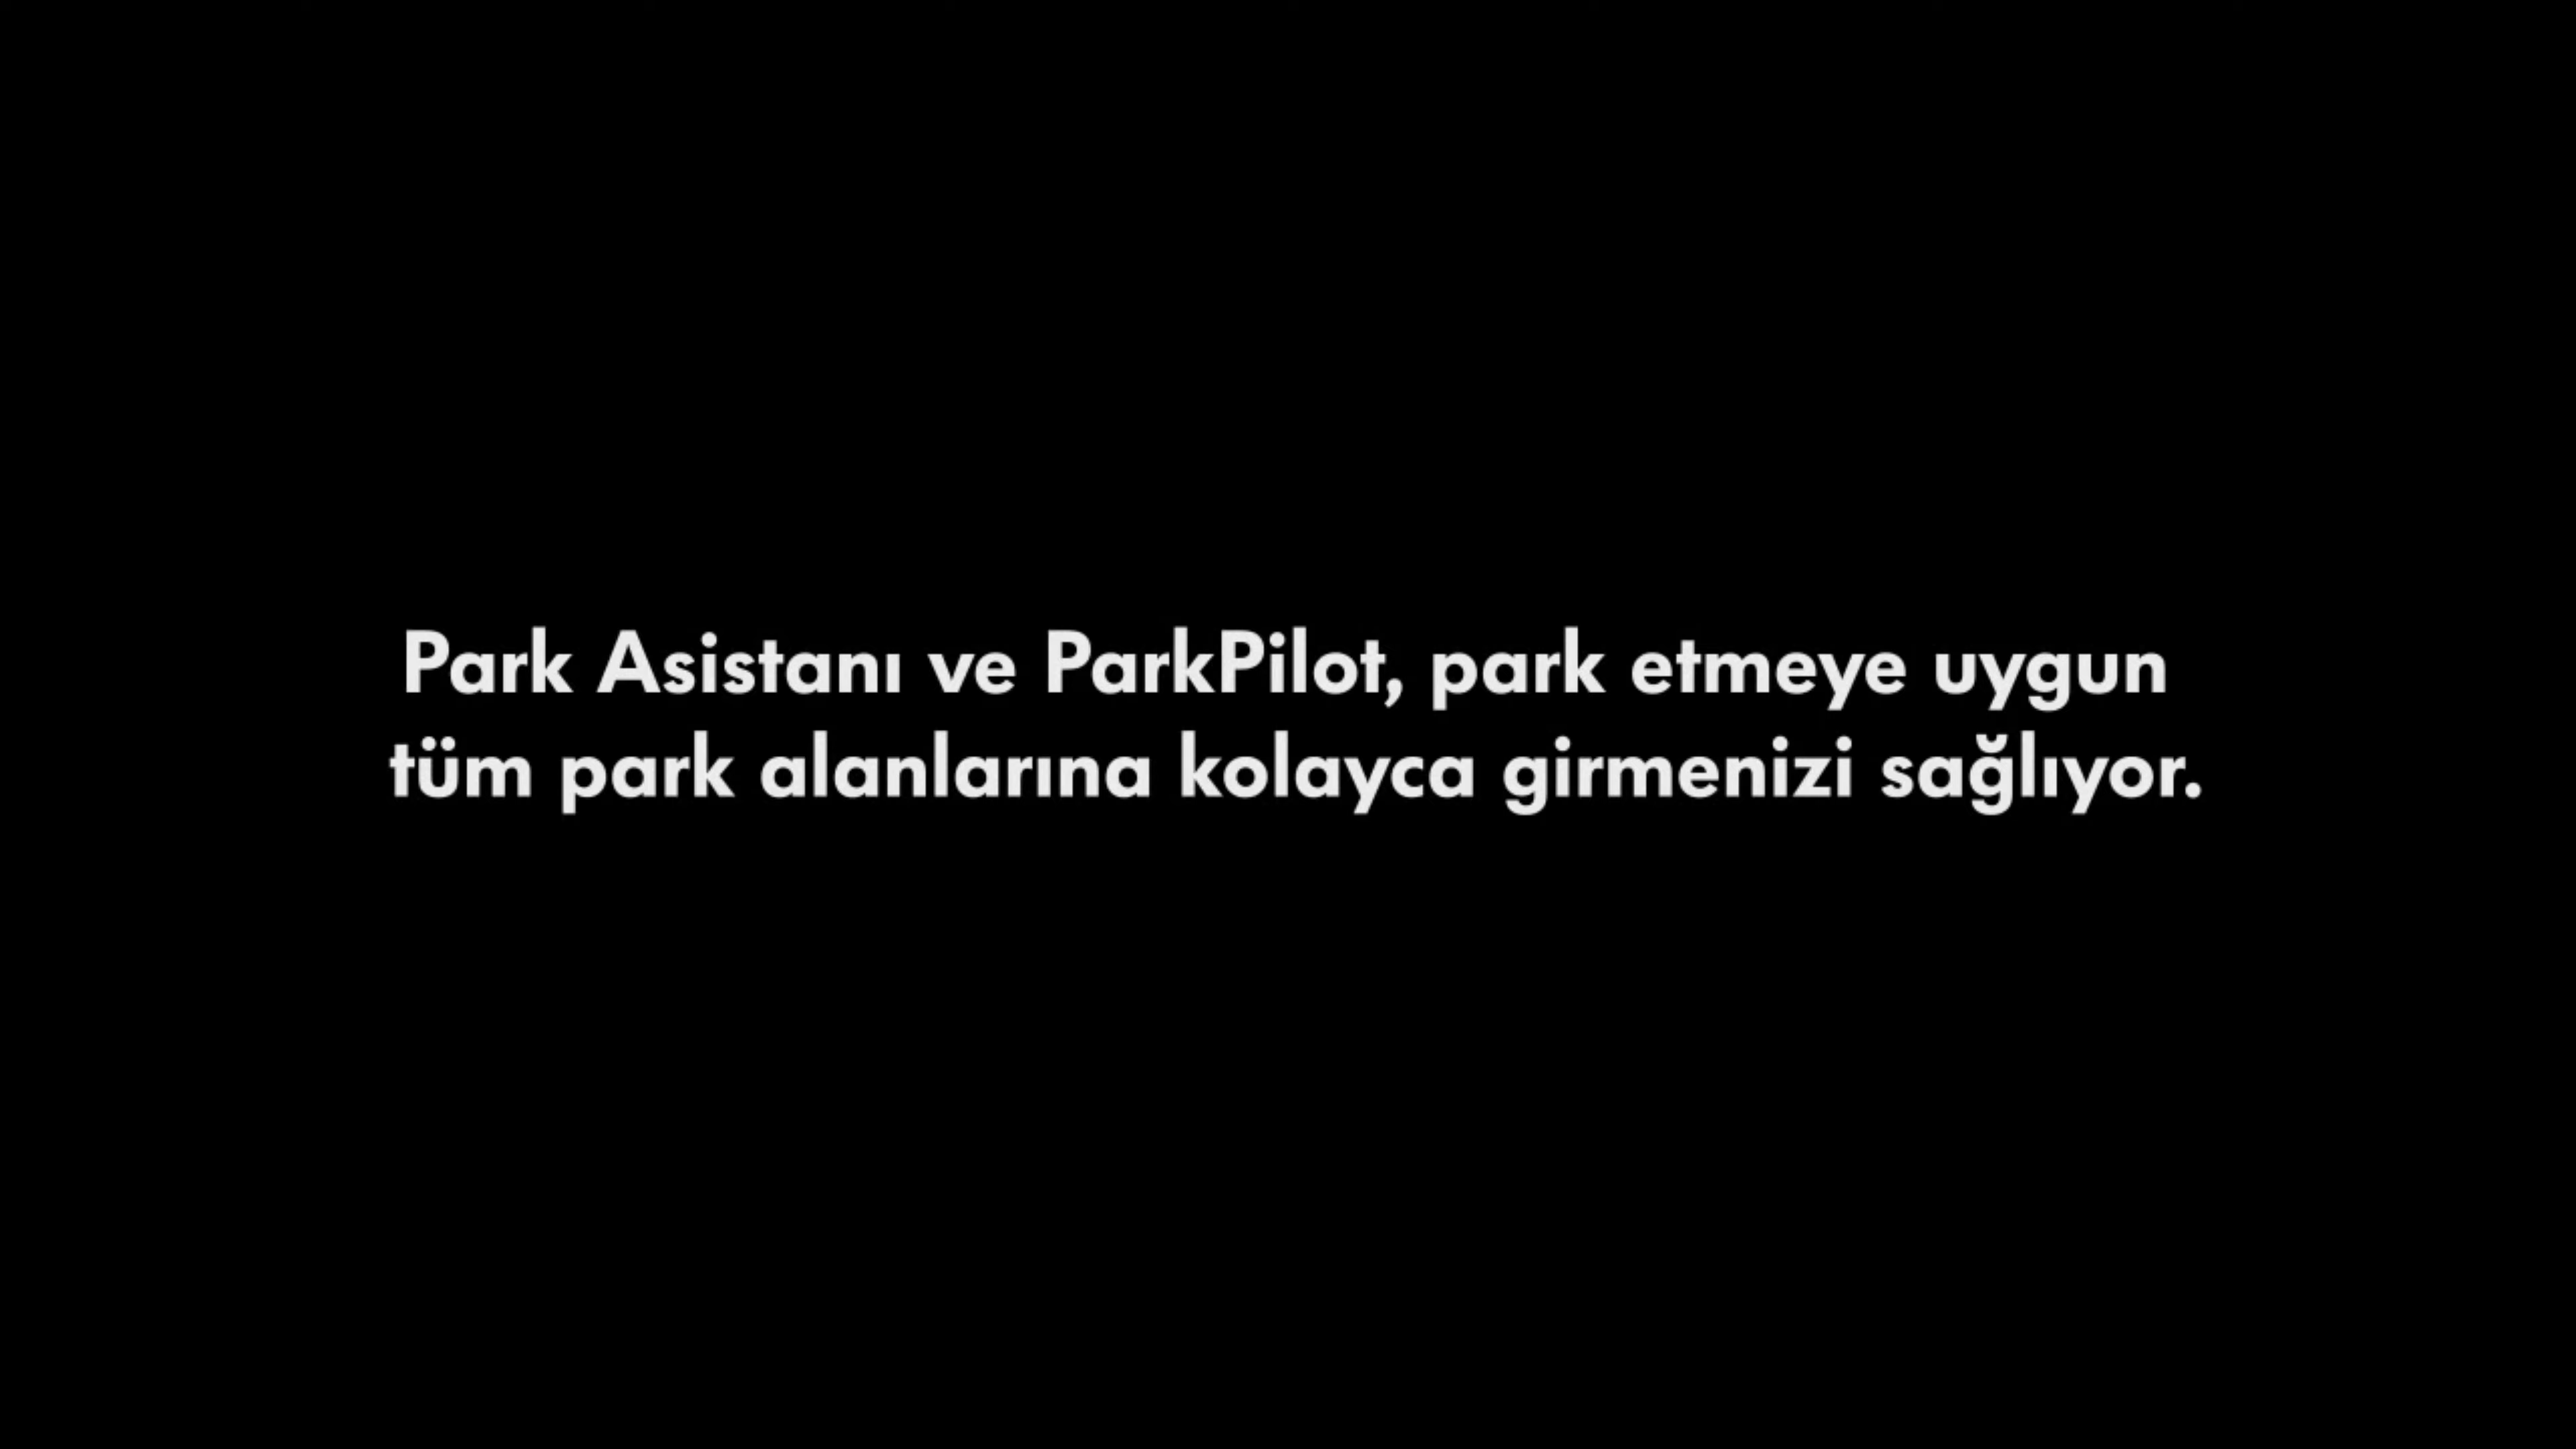 Park Asistanı ve ParkPilot, park etmeye uygun
tüm park alanlarına kolayca girmenizi sağlıyor.